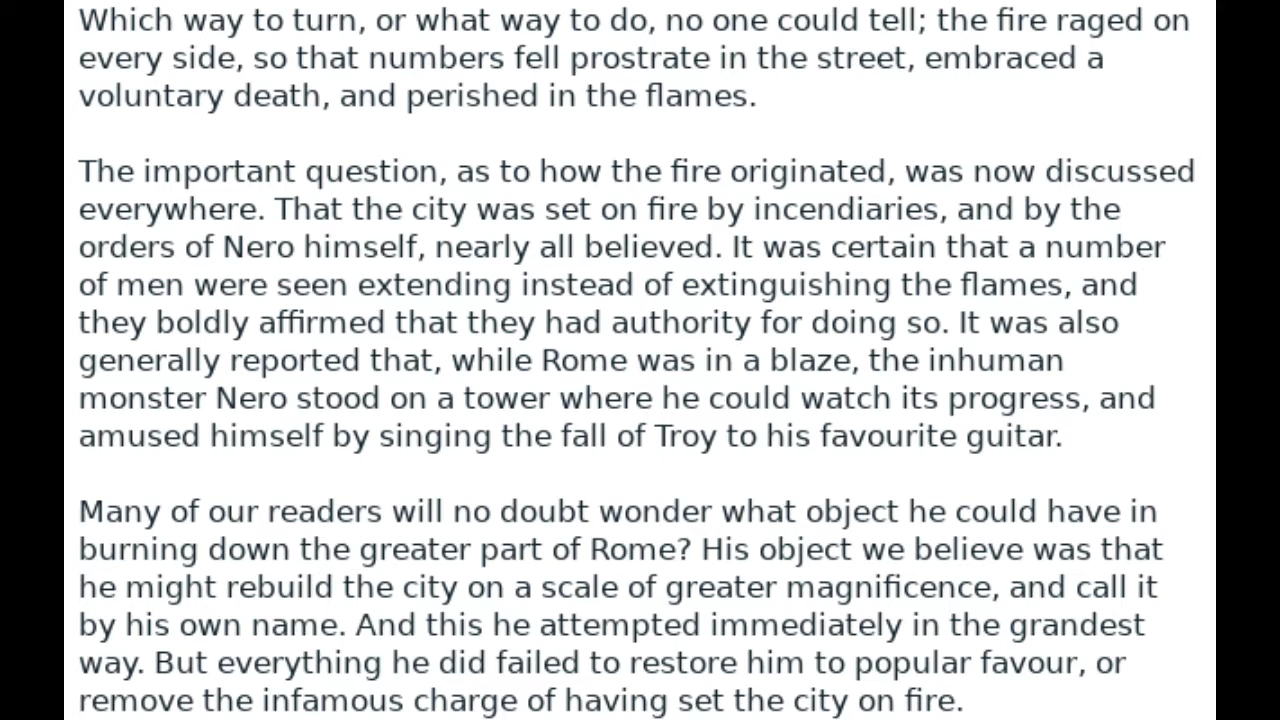 Which way to turn, or what way to do, no one could tell; the fire raged on
every side, so that numbers fell prostrate in the street, embraced a
voluntary death, and perished in the flames.
The important question, as to how the fire originated, was now discussed
everywhere. That the city was set on fire by incendiaries, and by the
orders of Nero himself, nearly all believed. It was certain that a number
of men were seen extending instead of extinguishing the flames, and
they boldly affirmed that they had authority for doing so. It was also
generally reported that, while Rome was in a blaze, the inhuman
monster Nero stood on a tower where he could watch its progress, and
amused himself by singing the fall of Troy to his favourite guitar.
Many of our readers will no doubt wonder what object he could have in
burning down the greater part of Rome? His object we believe was that
he might rebuild the city on a scale of greater magnificence, and call it
by his own name. And this he attempted immediately in the grandest
way. But everything he did failed to restore him to popular favour, or
remove the infamous charge of having set the city on fire.